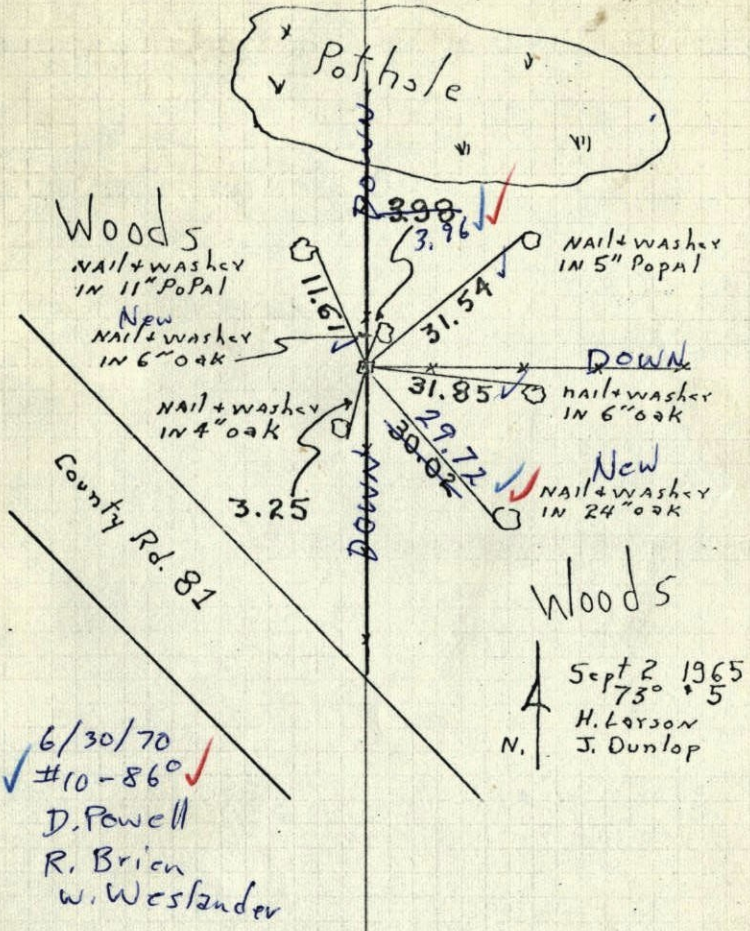 Pothole
DOWN
3.98
3.96
Woods
NAIL & WASHER
IN 11" POPAL
11.61
31.54
NAIL & WASHER
IN 5" POPAL
New
NAIL & WASHER
IN 6" OAK
DOWN
31.85
NAIL & WASHER
IN 6" OAK
NAIL & WASHER
IN 4" OAK
3.25
29.72
30.02
New
NAIL & WASHER
IN 24" OAK
DOWN
County Rd. 81
Woods
Sept 2 1965
73° #5
H. Larson
J. Dunlop
N.
6/30/70
#10-86°
D. Powell
R. Brien
W. Weslander